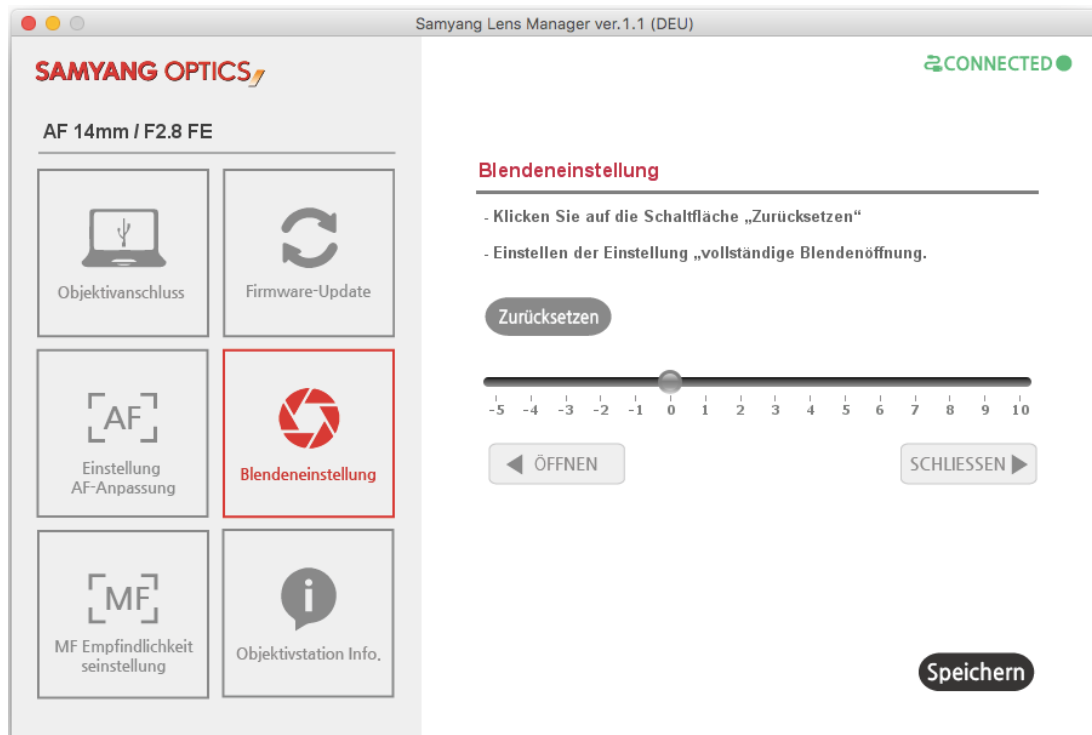 Samyang Lens Manager ver.1.1 (DEU)
SAMYANG OPTICS
CONNECTED
AF 14mm / F2.8 FE
Objektivanschluss
Firmware-Update
AF
Einstellung
AF-Anpassung
Blendeneinstellung
MF
MF Empfindlichkeit
seinstellung
i
Objektivstation Info.
Blendeneinstellung
- Klicken Sie auf die Schaltfläche „Zurücksetzen“
- Einstellen der Einstellung „vollständige Blendenöffnung.
Zurücksetzen
-5 -4 -3 -2 -1 0 1 2 3 4 5 6 7 8 9 10
ÖFFNEN
SCHLIESSEN
Speichern